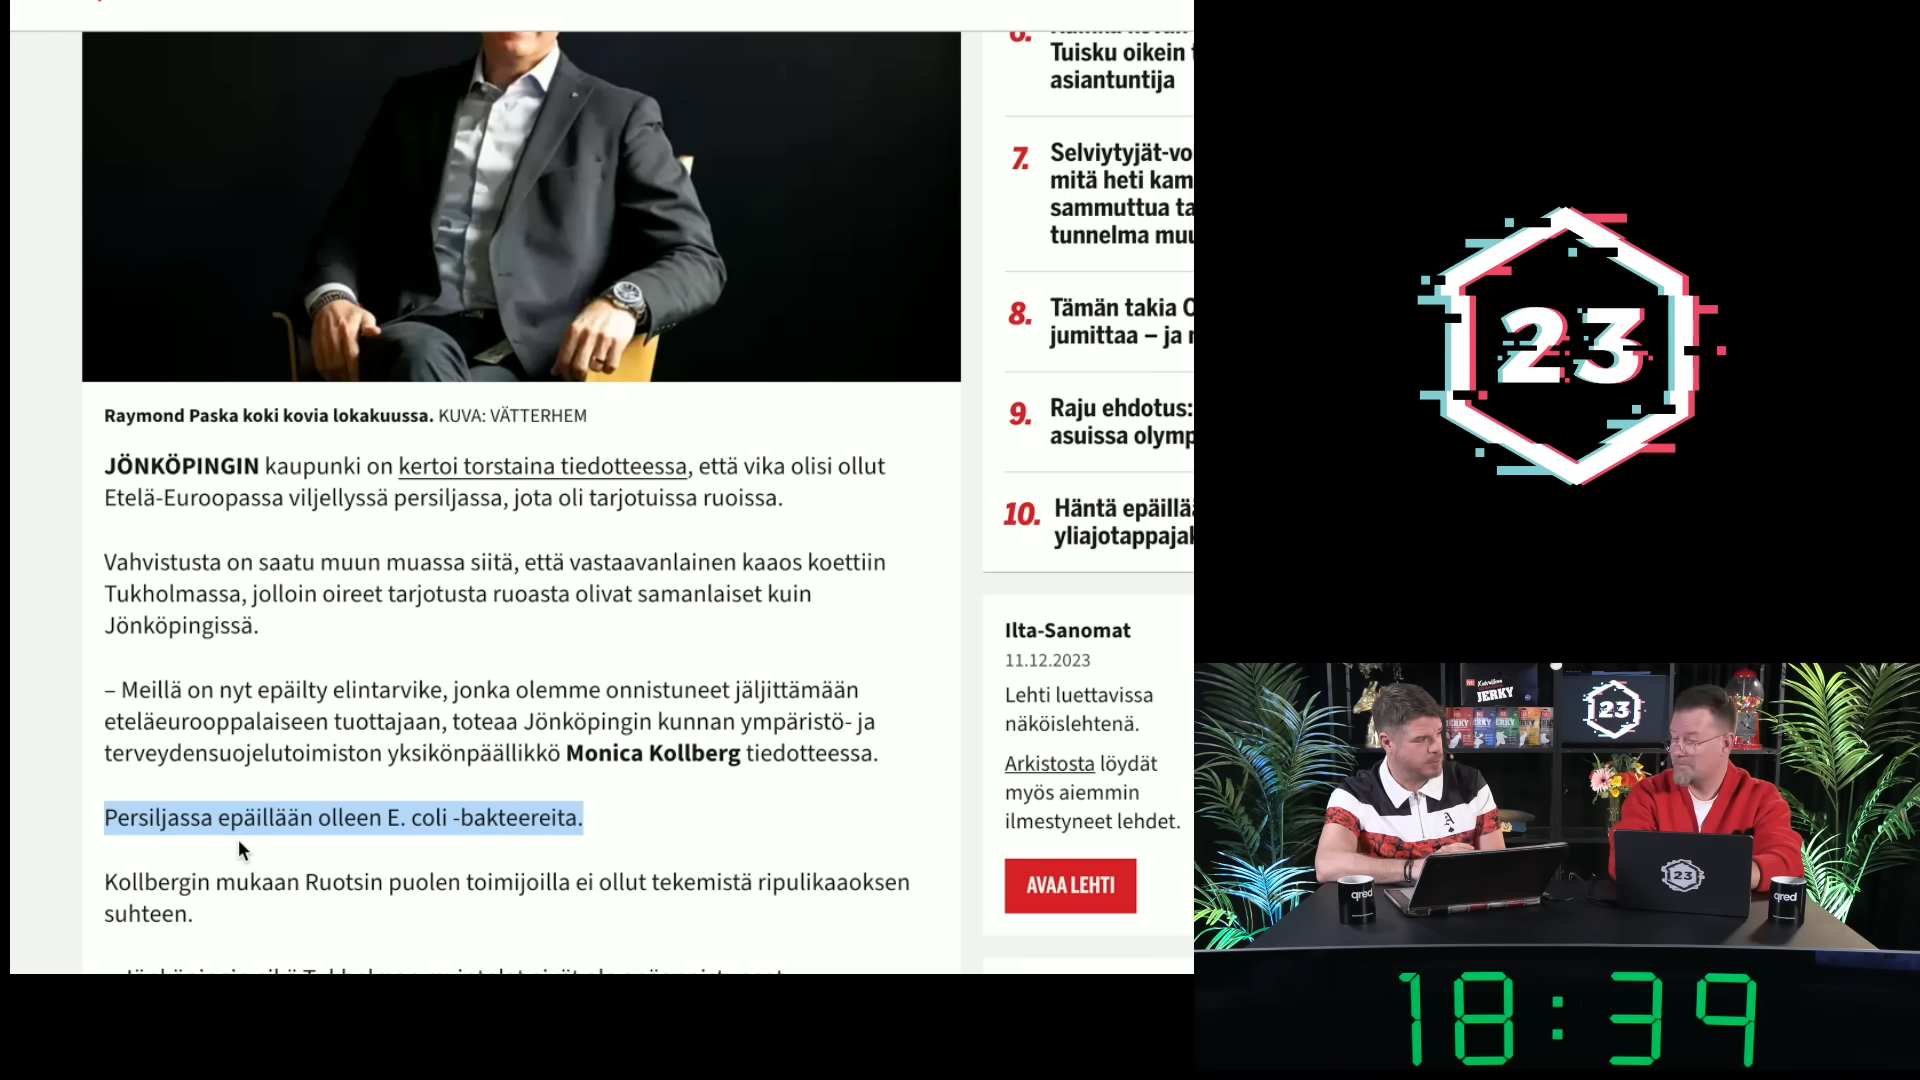 Tuisku oikein
asiantuntija
7.
Selviytyjät-vo
mitä heti kam
sammuttua ta
tunnelma muu
8.
Tämän takia
jumittaa – ja
9.
Raju ehdotus:
asuissa olymp
10.
Häntä epäillää
yliajotappajak
Raymond Paska koki kovia lokakuussa. KUVA: VÄTTERHEM
JÖNKÖPINGIN kaupunki on kertoi torstaina tiedotteessa, että vika olisi ollut
Etelä-Euroopassa viljellyssä persiljassa, jota oli tarjotuissa ruoissa.
Vahvistusta on saatu muun muassa siitä, että vastaavanlainen kaaos koettiin
Tukholmassa, jolloin oireet tarjotusta ruoasta olivat samanlaiset kuin
Jönköpingissä.
– Meillä on nyt epäilty elintarvike, jonka olemme onnistuneet jäljittämään
eteläeurooppalaiseen tuottajaan, toteaa Jönköpingin kunnan ympäristö- ja
terveydensuojelutoimiston yksikönpäällikkö Monica Kollberg tiedotteessa.
Persiljassa epäillään olleen E. coli -bakteereita.
Kollbergin mukaan Ruotsin puolen toimijoilla ei ollut tekemistä ripulikaaoksen
suhteen.
Ilta-Sanomat
11.12.2023
Lehti luettavissa
näköislehtenä.
Arkistosta löydät
myös aiemmin
ilmestyneet lehdet.
AVAA LEHTI
23
JERKY
23
23
qred
qred
18:39